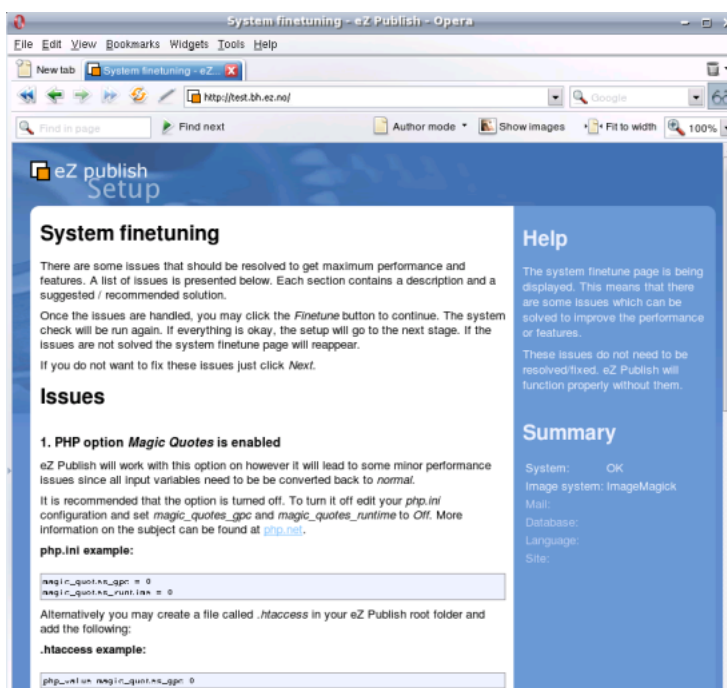 System finetuning - eZ Publish - Opera
File Edit View Bookmarks Widgets Tools Help
New tab System finetuning - eZ...
http://test.bh.ez.no/ Google
Find in page Find next Author mode Show images Fit to width 100%
eZ publish
Setup
System finetuning
There are some issues that should be resolved to get maximum performance and
features. A list of issues is presented below. Each section contains a description and a
suggested / recommended solution.
Once the issues are handled, you may click the Finetune button to continue. The system
check will be run again. If everything is okay, the setup will go to the next stage. If the
issues are not solved the system finetune page will reappear.
If you do not want to fix these issues just click Next.
Issues
1. PHP option Magic Quotes is enabled
eZ Publish will work with this option on however it will lead to some minor performance
issues since all input variables need to be be converted back to normal.
It is recommended that the option is turned off. To turn it off edit your php.ini
configuration and set magic_quotes_gpc and magic_quotes_runtime to Off. More
information on the subject can be found at php.net.
php.ini example:
magic_quotes_gpc = 0
magic_quotes_runtime = 0
Alternatively you may create a file called .htaccess in your eZ Publish root folder and
add the following:
.htaccess example:
php_value magic_quotes_gpc 0
Help
The system finetune page is being
displayed. This means that there
are some issues which can be
solved to improve the performance
or features.
These issues do not need to be
resolved/fixed. eZ Publish will
function properly without them.
Summary
System: OK
Image system: ImageMagick
Mail:
Database:
Language:
Site: